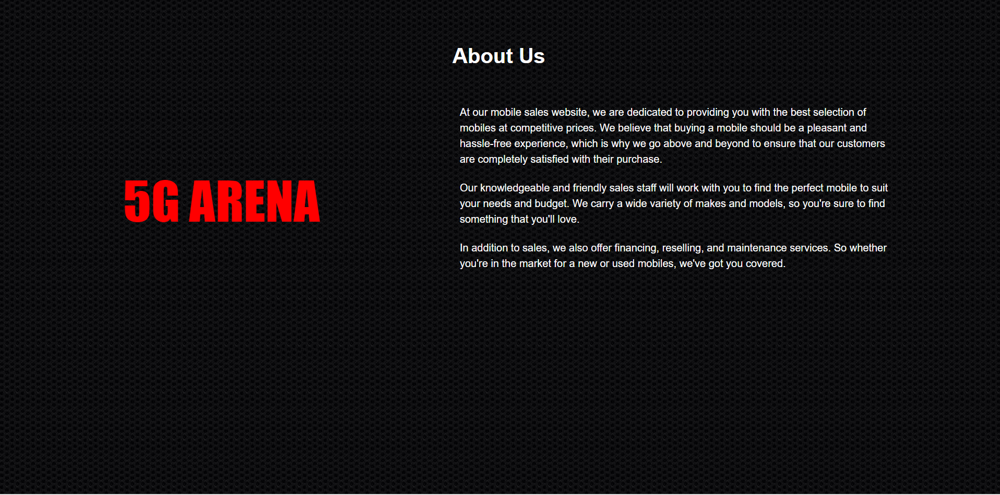 About Us
At our mobile sales website, we are dedicated to providing you with the best selection of
mobiles at competitive prices. We believe that buying a mobile should be a pleasant and
hassle-free experience, which is why we go above and beyond to ensure that our customers
are completely satisfied with their purchase.
5G ARENA
Our knowledgeable and friendly sales staff will work with you to find the perfect mobile to suit
your needs and budget. We carry a wide variety of makes and models, so you're sure to find
something that you'll love.
In addition to sales, we also offer financing, reselling, and maintenance services. So whether
you're in the market for a new or used mobiles, we've got you covered.